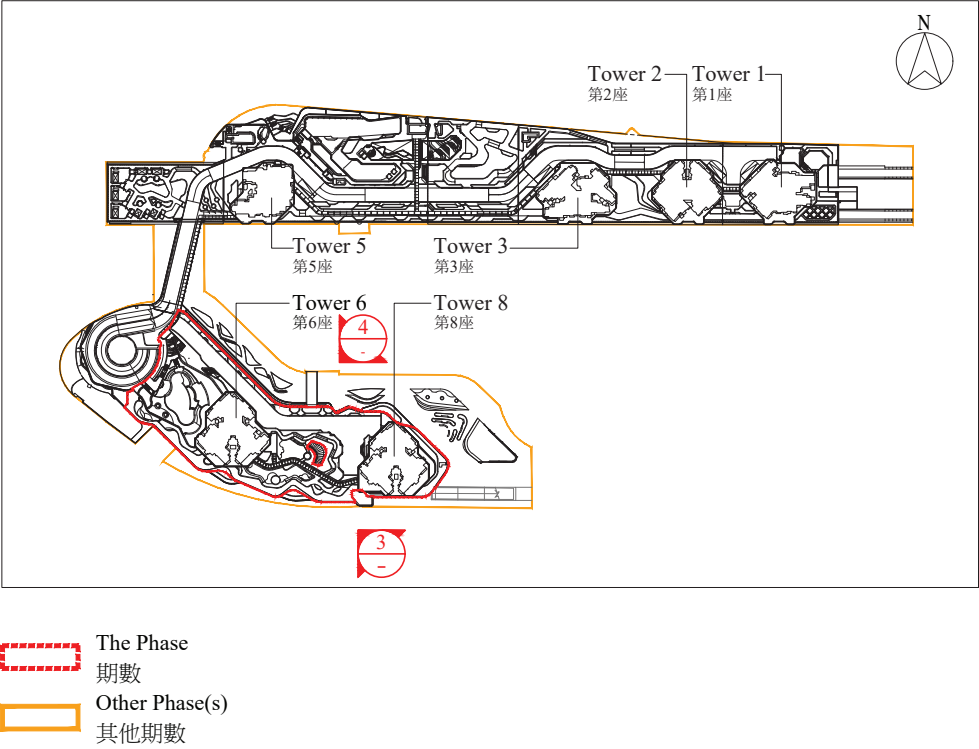 N
Tower 2
第2座
Tower 1
第1座
Tower 5
第5座
Tower 3
第3座
Tower 6
第6座
Tower 8
第8座
4
-
3
-
The Phase
期數
Other Phase(s)
其他期數